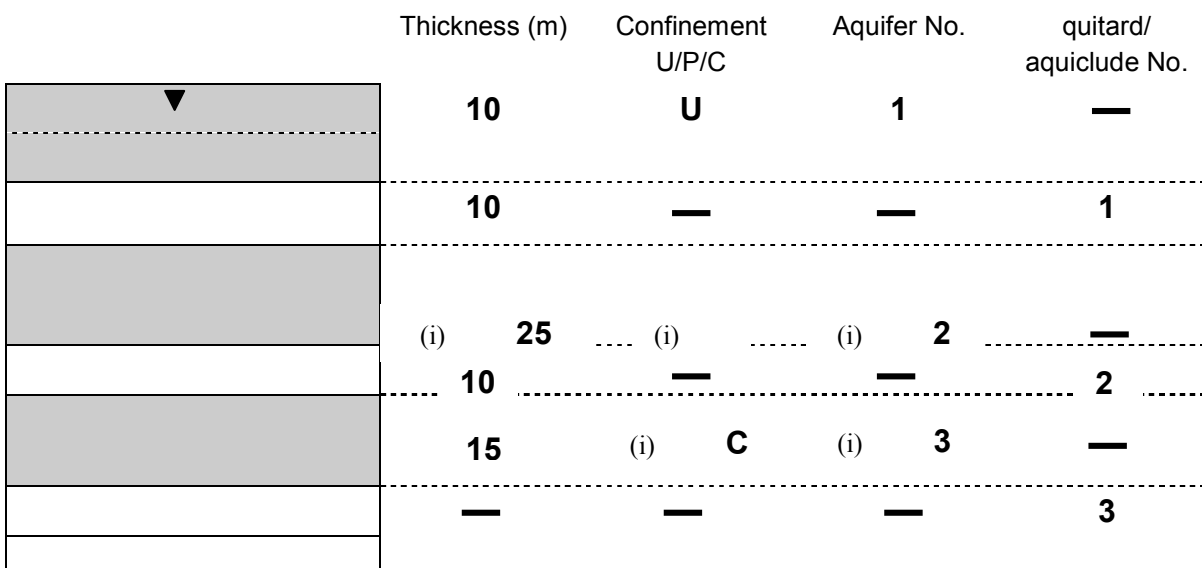 Thickness (m) Confinement U/P/C Aquifer No. quitard/ aquiclude No.
10 U 1 —
10 — — 1
(i) 25 (i) (i) 2 —
10 — — 2
15 (i) C (i) 3 —
— — — 3